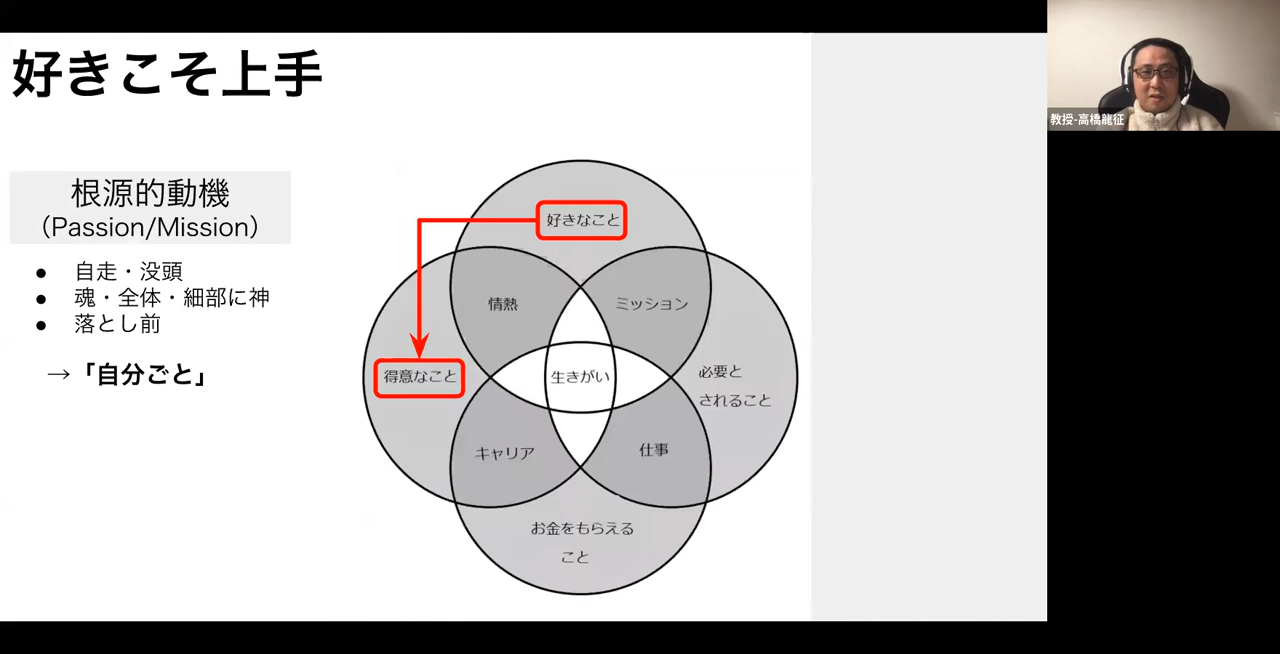 好きこそ上手
根源的動機
（Passion/Mission）
● 自走・没頭
● 魂・全体・細部に神
● 落とし前
→「自分ごと」
好きなこと
情熱
ミッション
得意なこと
生きがい
必要と
されること
キャリア
仕事
お金をもらえる
こと
教授-高橋龍征